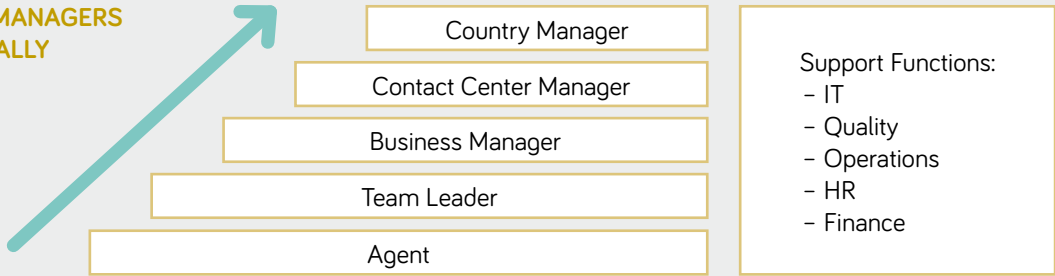 MANAGERS
ALLY
Country Manager
Contact Center Manager
Business Manager
Team Leader
Agent
Support Functions:
– IT
– Quality
– Operations
– HR
– Finance